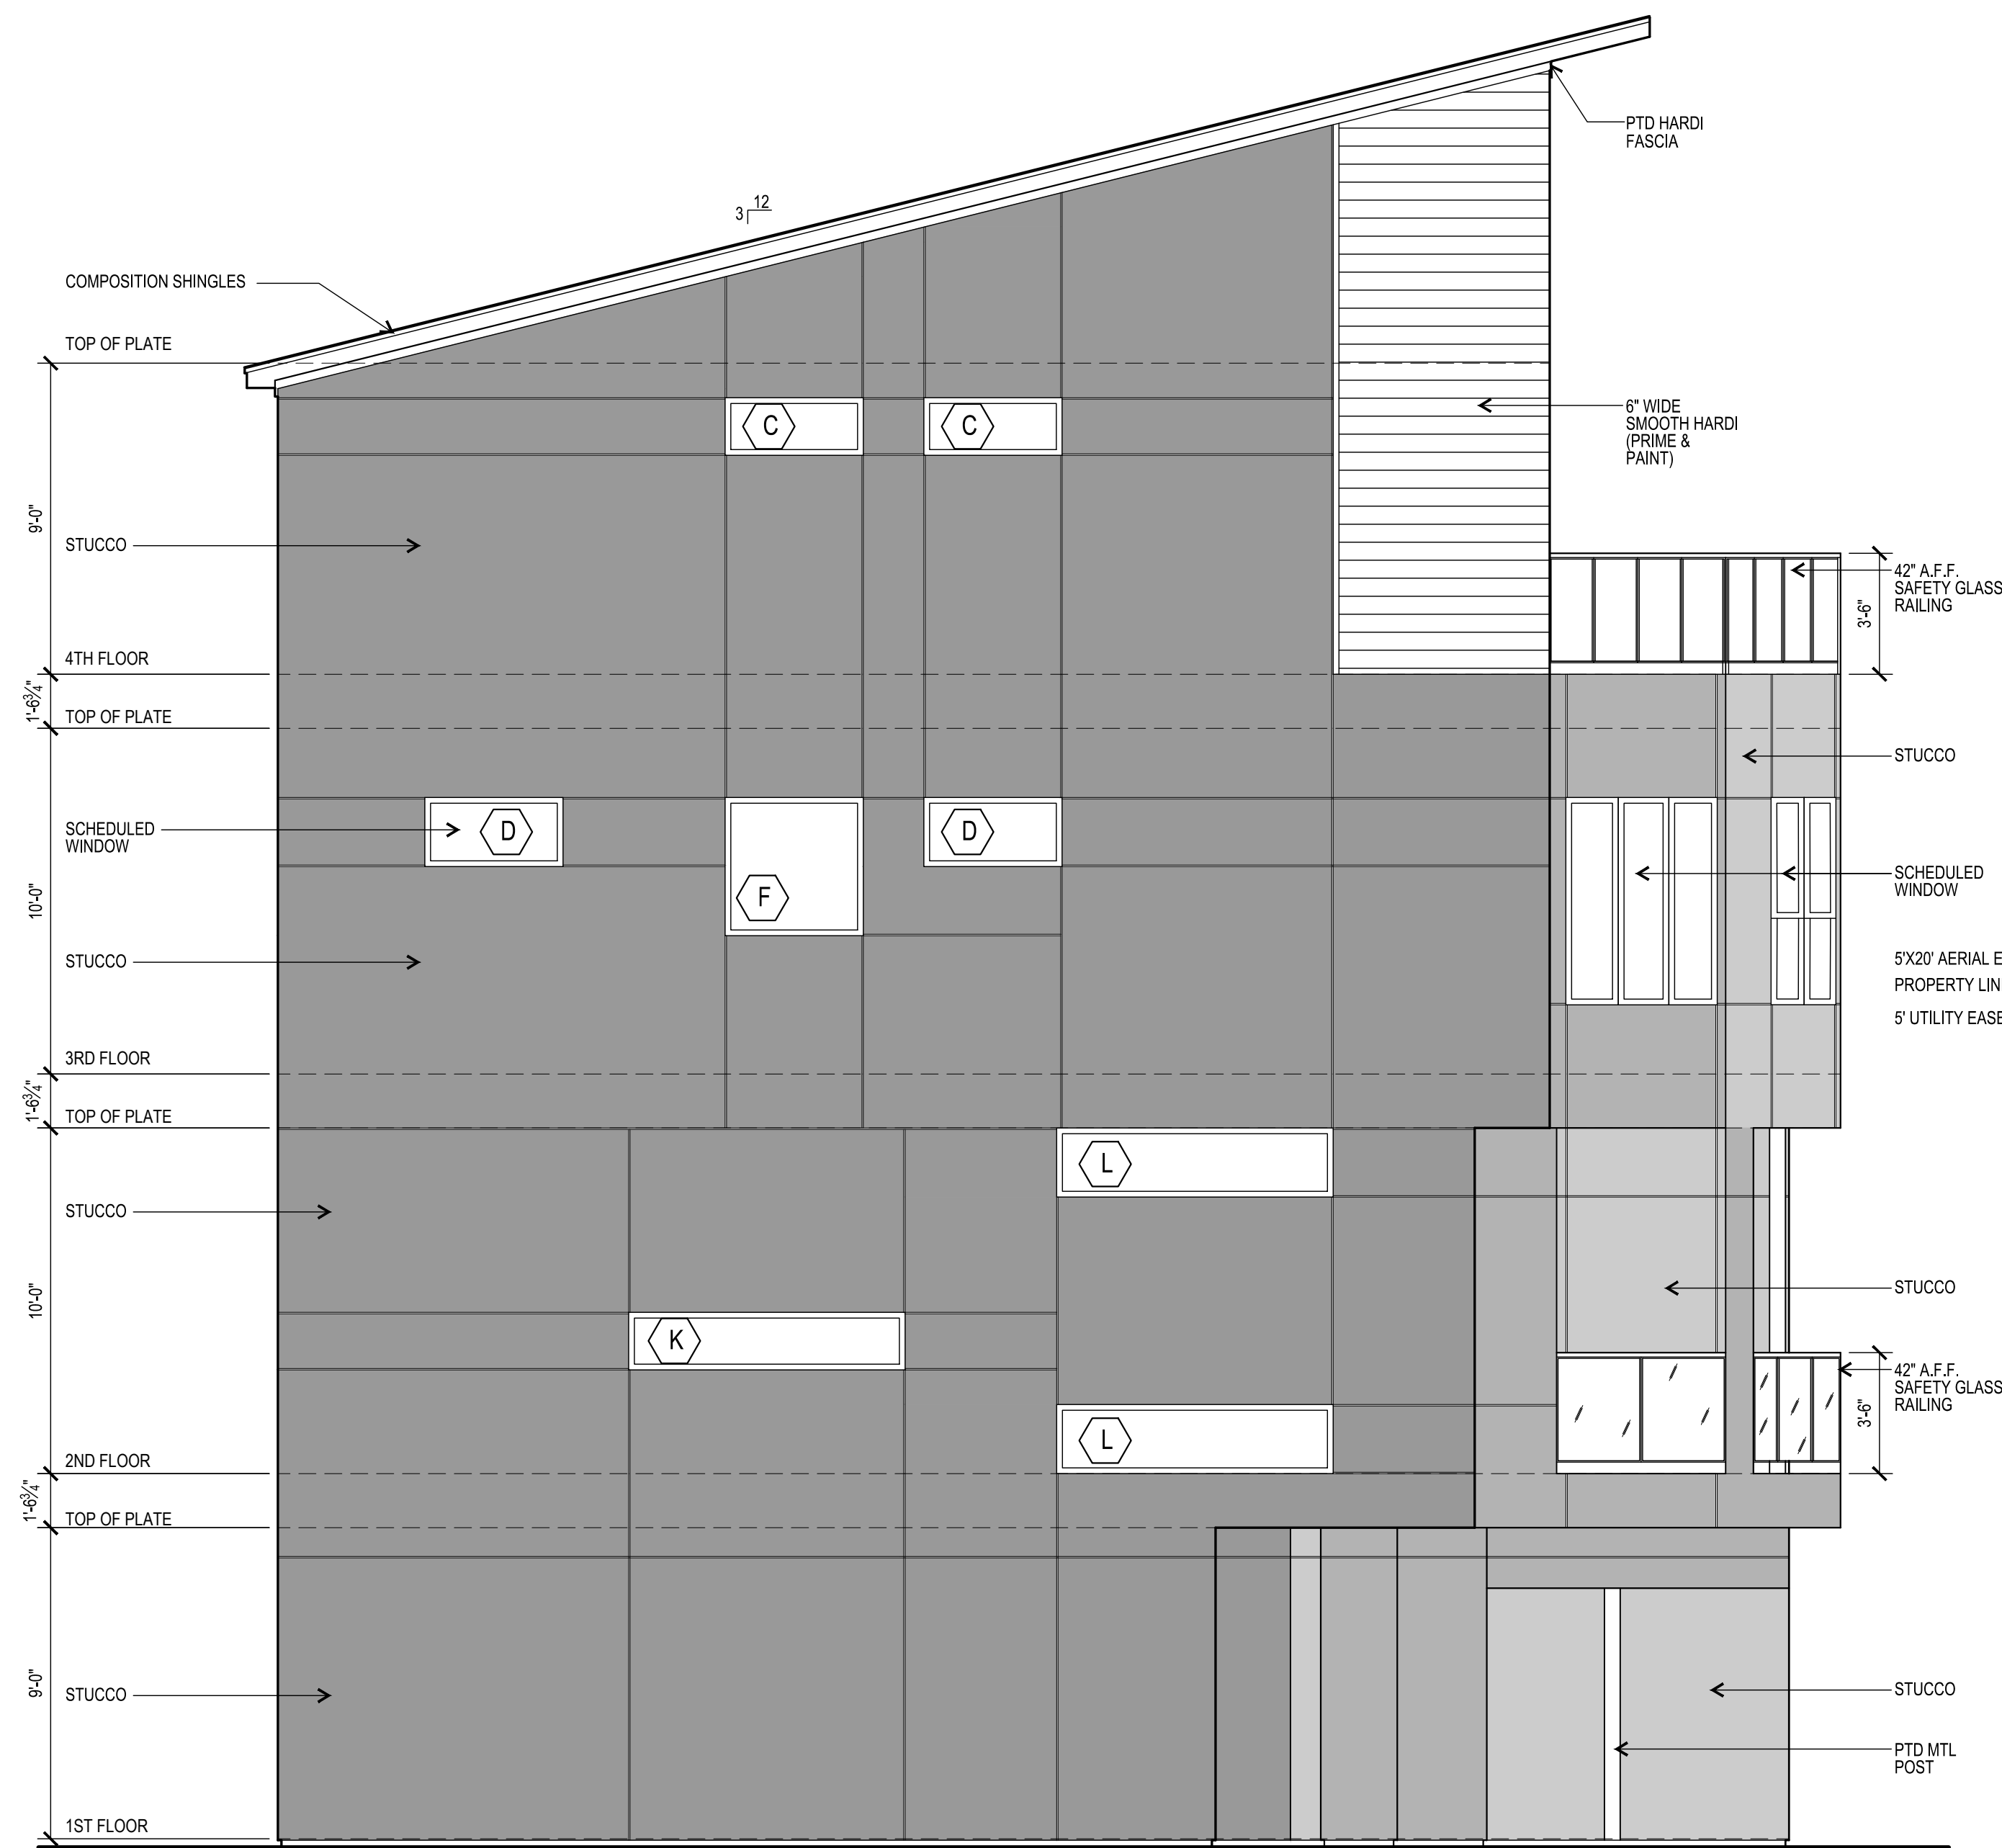 PTD HARDI
FASCIA
12
3
COMPOSITION SHINGLES
TOP OF PLATE
6" WIDE
SMOOTH HARDI
(PRIME &
PAINT)
C
C
9'-0"
STUCCO
42" A.F.F.
SAFETY GLASS
RAILING
3'-6"
4TH FLOOR
1'-6¾"
TOP OF PLATE
STUCCO
SCHEDULED
WINDOW
D
D
F
10'-0"
SCHEDULED
WINDOW
STUCCO
5'X20' AERIAL E
PROPERTY LIN
5' UTILITY EASE
3RD FLOOR
1'-6¾"
TOP OF PLATE
L
STUCCO
10'-0"
STUCCO
K
42" A.F.F.
SAFETY GLASS
RAILING
3'-6"
L
2ND FLOOR
1'-6¾"
TOP OF PLATE
9'-0"
STUCCO
STUCCO
PTD MTL
POST
1ST FLOOR